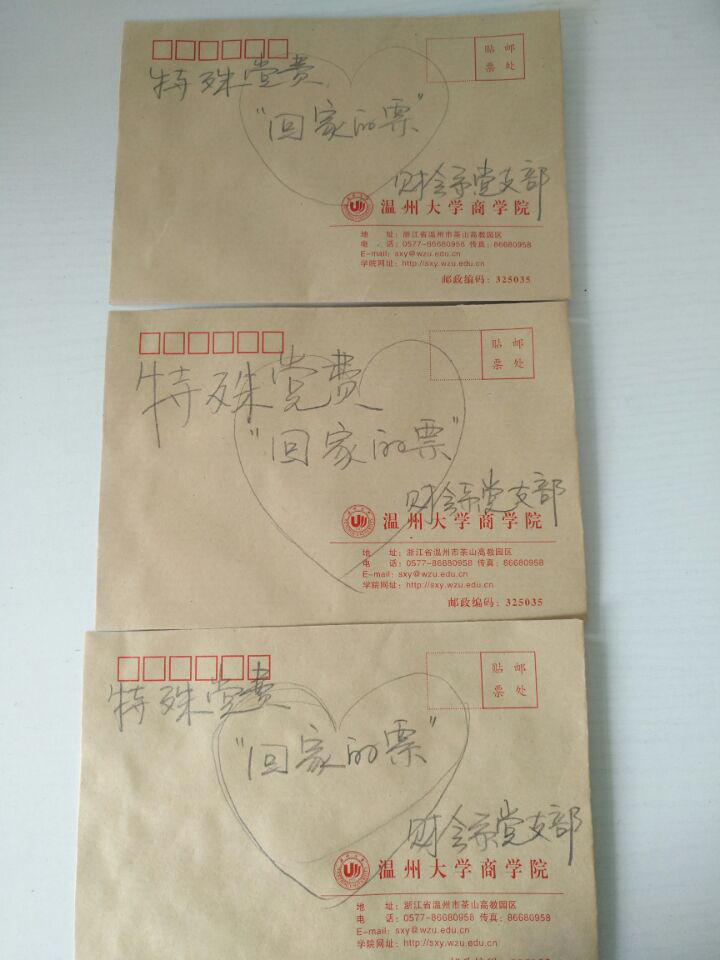 特殊党费
贴 邮
票 处
"回家的票"
财会系党支部
温州大学商学院
地 址：浙江省温州市茶山高教园区
电 话：0577-86680958 传真：86680958
E-mail：sxy@wzu.edu.cn
学院网址：http://sxy.wzu.edu.cn
邮政编码：325035
特殊党费
贴 邮
票 处
"回家的票"
财会系党支部
温州大学商学院
地 址：浙江省温州市茶山高教园区
电 话：0577-86680958 传真：86680958
E-mail：sxy@wzu.edu.cn
学院网址：http://sxy.wzu.edu.cn
邮政编码：325035
特殊党费
贴 邮
票 处
"回家的票"
财会系党支部
温州大学商学院
地 址：浙江省温州市茶山高教园区
电 话：0577-86680958 传真：86680958
E-mail：sxy@wzu.edu.cn
学院网址：http://sxy.wzu.edu.cn